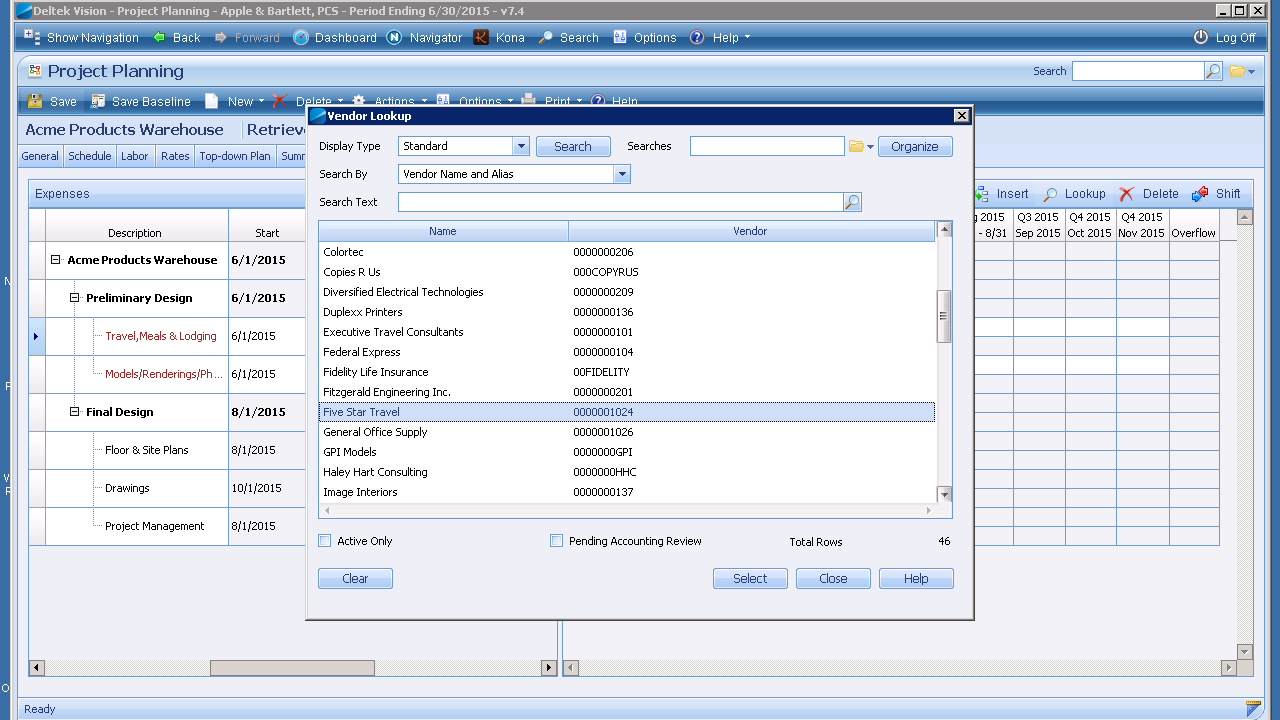 Deltek Vision - Project Planning - Apple & Bartlett, PCS - Period Ending 6/30/2015 - v7.4
Show Navigation Back Forward Dashboard Navigator Kona Search Options Help Log Off
Project Planning Search
Save Save Baseline New Delete Actions Options Print Help
Acme Products Warehouse Retrieve
General Schedule Labor Rates Top-down Plan Summ
Vendor Lookup
Display Type Standard Search Searches Organize
Search By Vendor Name and Alias
Search Text
Name Vendor
Colortec 0000000206
Copies R Us 000COPYRUS
Diversified Electrical Technologies 0000000209
Duplexx Printers 0000000136
Executive Travel Consultants 0000000101
Federal Express 0000000104
Fidelity Life Insurance 00FIDELITY
Fitzgerald Engineering Inc. 0000000201
Five Star Travel 0000001024
General Office Supply 0000001026
GPI Models 0000000GPI
Haley Hart Consulting 0000000HHC
Image Interiors 0000000137
Active Only Pending Accounting Review Total Rows 46
Clear Select Close Help
Expenses
Description Start
Acme Products Warehouse 6/1/2015
Preliminary Design 6/1/2015
Travel,Meals & Lodging 6/1/2015
Models/Renderings/Ph ... 6/1/2015
Final Design 8/1/2015
Floor & Site Plans 8/1/2015
Drawings 10/1/2015
Project Management 8/1/2015
Insert Lookup Delete Shift
2015 Q3 2015 Q4 2015 Q4 2015
- 8/31 Sep 2015 Oct 2015 Nov 2015 Overflow
Ready